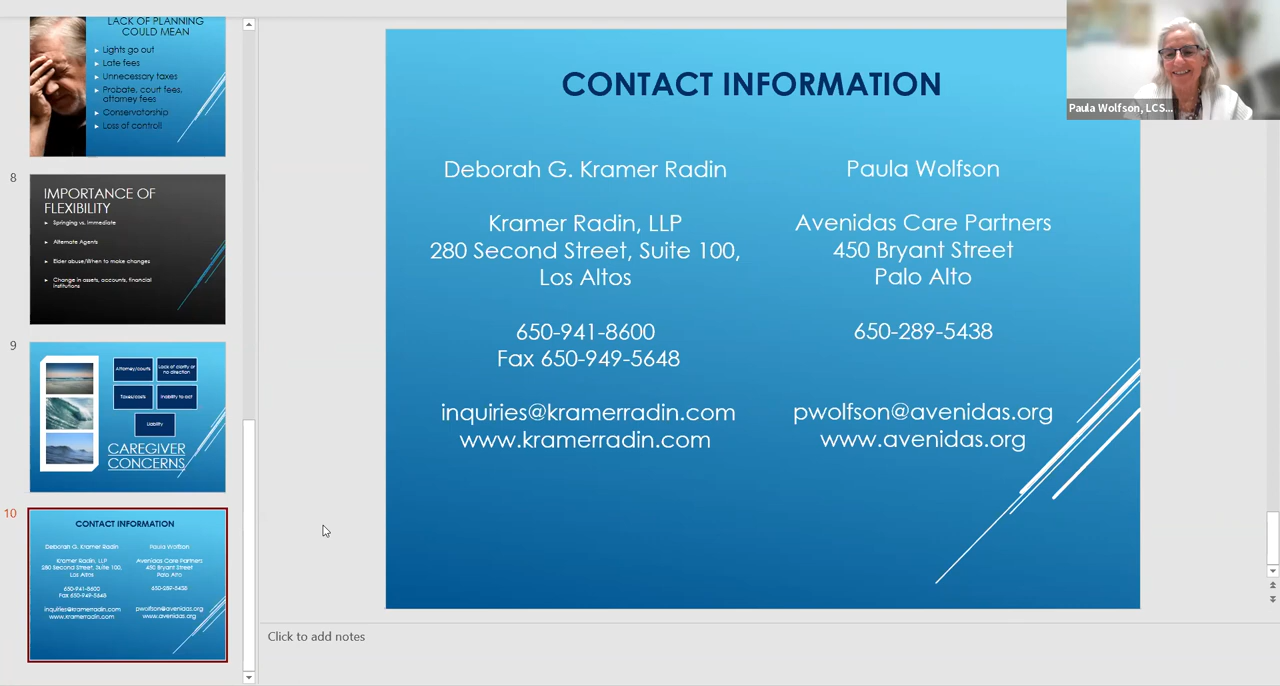 LACK OF PLANNING
COULD MEAN
Lights go out
Late fees
Unnecessary taxes
Probate, court fees,
attorney fees
Conservatorship
Loss of controll
8
IMPORTANCE OF
FLEXIBILITY
Springing vs. Immediate
Alternate Agents
Elder abuse/When to make changes
Change in assets, accounts, financial
institutions
9
Attorney/courts
Lack of clarity or
no direction
Taxes/costs
Inability to act
Liability
CAREGIVER
CONCERNS
10
CONTACT INFORMATION
Deborah G. Kramer Radin
Paula Wolfson
Kramer Radin, LLP
280 Second Street, Suite 100,
Los Altos
Avenidas Care Partners
450 Bryant Street
Palo Alto
650-941-8600
Fax 650-949-5648
650-289-5438
inquiries@kramerradin.com
www.kramerradin.com
pwolfson@avenidas.org
www.avenidas.org
CONTACT INFORMATION
Deborah G. Kramer Radin
Kramer Radin, LLP
280 Second Street, Suite 100,
Los Altos
650-941-8600
Fax 650-949-5648
inquiries@kramerradin.com
www.kramerradin.com
Paula Wolfson
Avenidas Care Partners
450 Bryant Street
Palo Alto
650-289-5438
pwolfson@avenidas.org
www.avenidas.org
Paula Wolfson, LCS...
Click to add notes